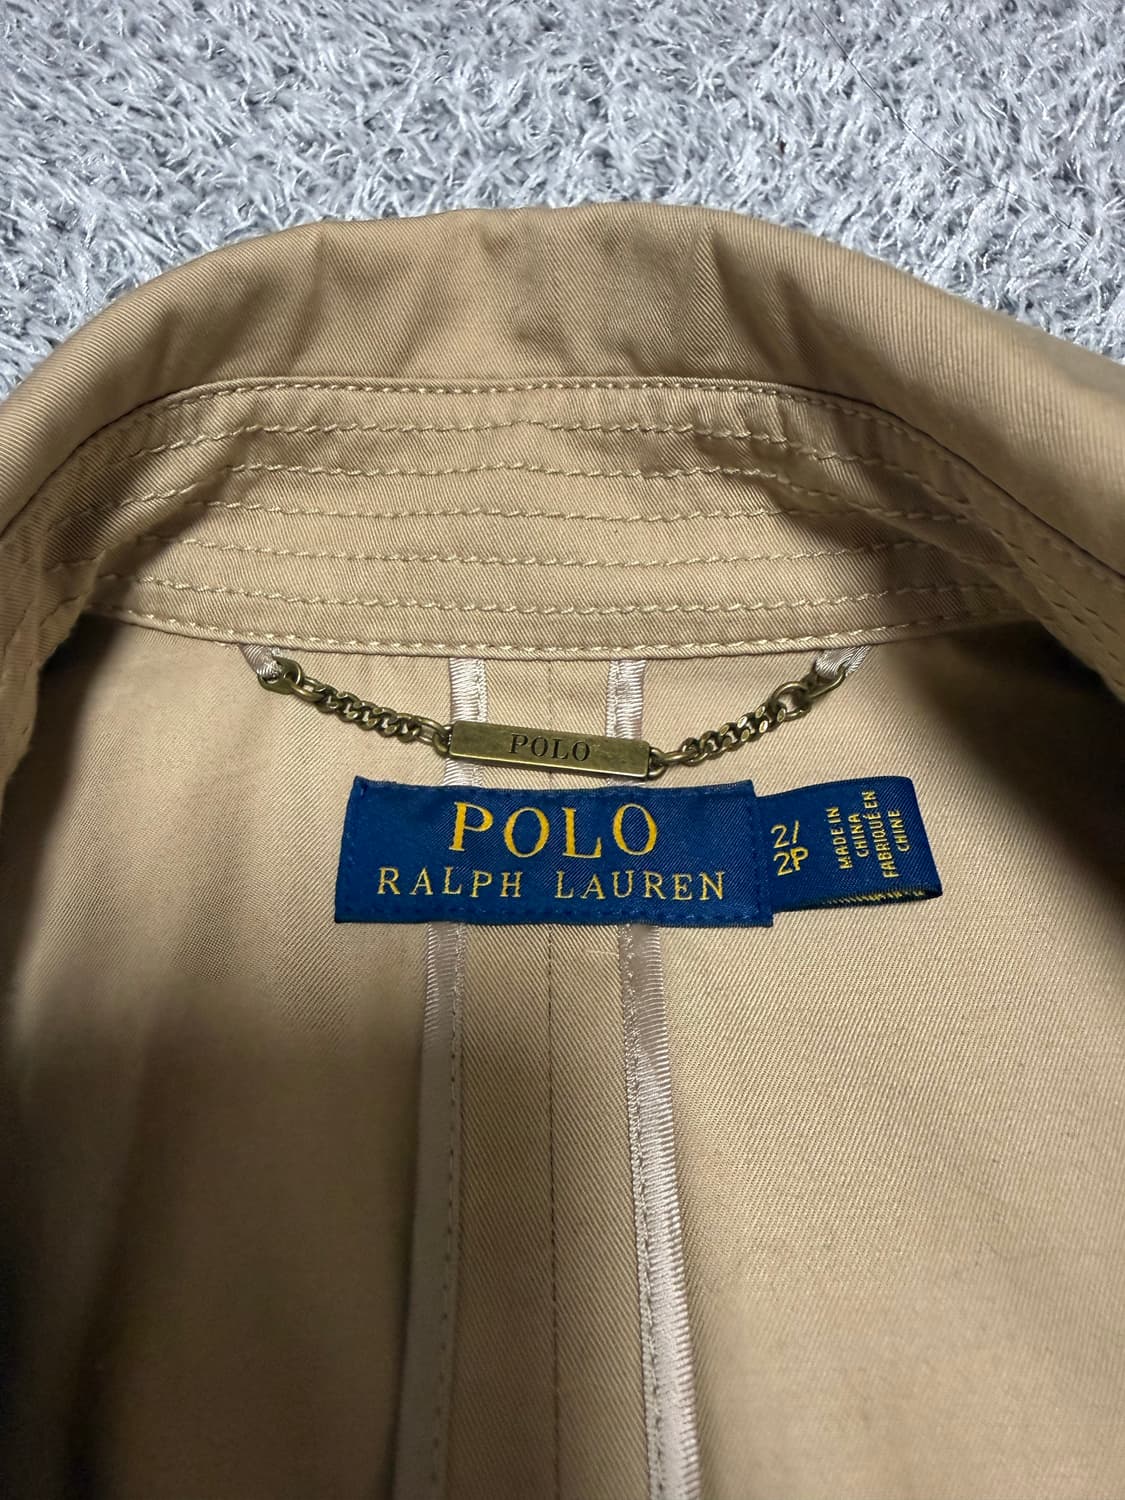 POLO
POLO
RALPH LAUREN
2/
2P
MADE IN
CHINA
FABRIQUÉ EN
CHINE